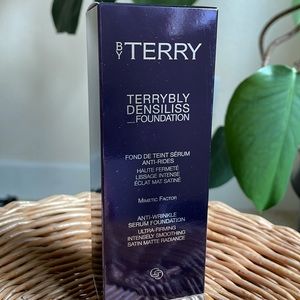 BY TERRY
TERRYBLY
DENSILISS
_FOUNDATION
FOND DE TEINT SÉRUM
ANTI-RIDES
HAUTE FERMETÉ
LISSAGE INTENSE
ÉCLAT MAT SATINÉ
MIMETIC FACTOR
ANTI-WRINKLE
SERUM FOUNDATION
ULTRA-FIRMING
INTENSELY SMOOTHING
SATIN MATTE RADIANCE